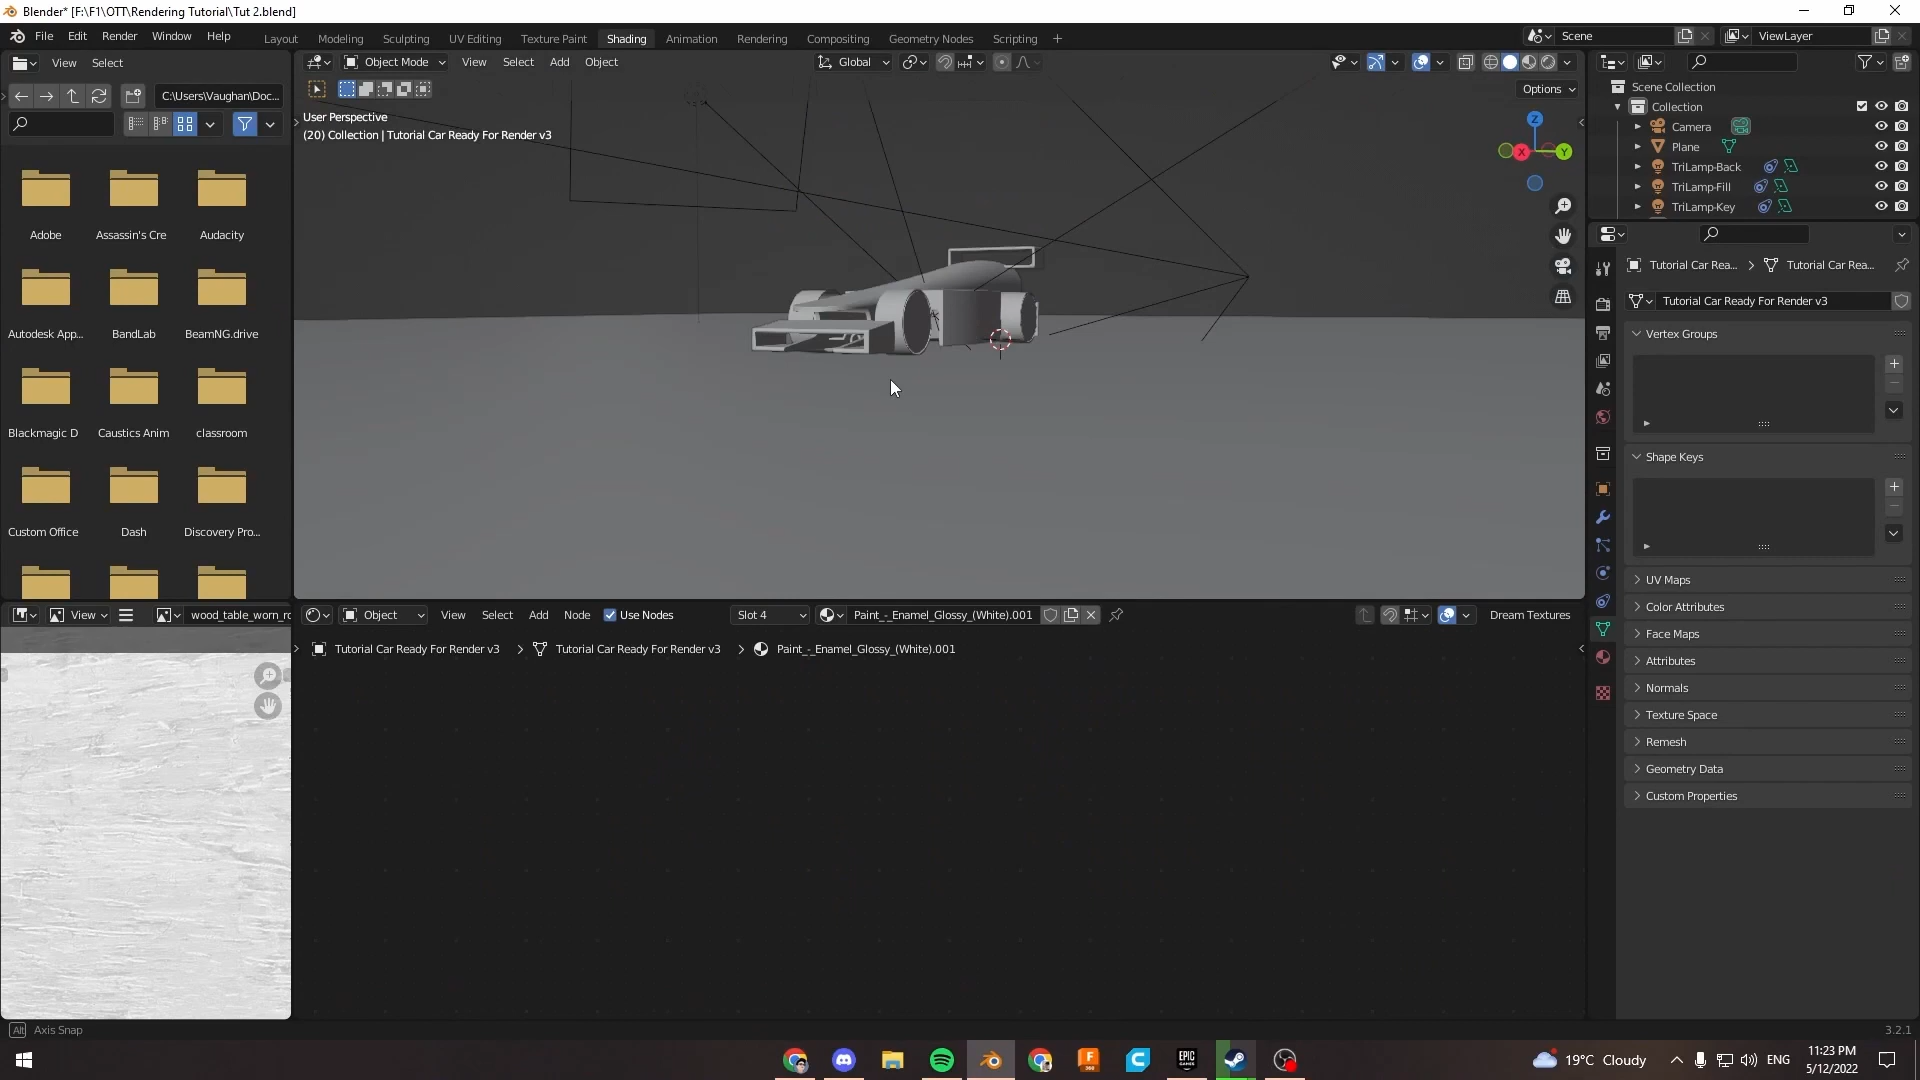 Blender* [F:\F1\OTT\Rendering Tutorial\Tut 2.blend]
File Edit Render Window Help
Layout Modeling Sculpting UV Editing Texture Paint Shading Animation Rendering Compositing Geometry Nodes Scripting +
Scene
ViewLayer
View Select
Object Mode View Select Add Object
Global
C:\Users\Vaughan\Doc...
Options
User Perspective
(20) Collection | Tutorial Car Ready For Render v3
Z
X
Y
Scene Collection
Collection
Camera
Plane
TriLamp-Back
TriLamp-Fill
TriLamp-Key
Adobe Assassin's Cre Audacity
Autodesk App... BandLab BeamNG.drive
Blackmagic D Caustics Anim classroom
Custom Office Dash Discovery Pro...
Tutorial Car Rea... Tutorial Car Rea...
Tutorial Car Ready For Render v3
Vertex Groups
Shape Keys
UV Maps
Color Attributes
Face Maps
Attributes
Normals
Texture Space
Remesh
Geometry Data
Custom Properties
View wood_table_worn_ro
Object View Select Add Node Use Nodes Slot 4 Paint_-_Enamel_Glossy_(White).001 Dream Textures
Tutorial Car Ready For Render v3 > Tutorial Car Ready For Render v3 > Paint_-_Enamel_Glossy_(White).001
Alt Axis Snap
3.2.1
19°C Cloudy ENG
11:23 PM
5/12/2022